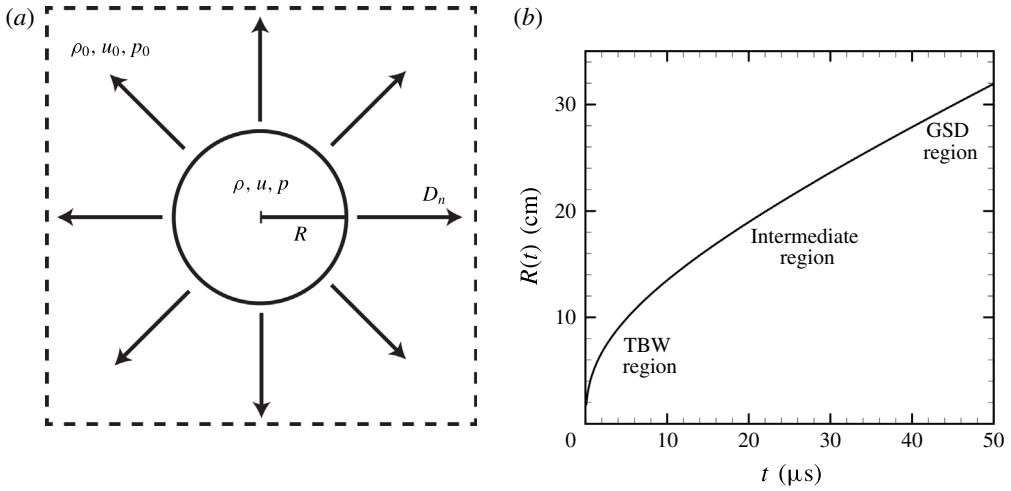 (a)
ρ0, u0, p0
ρ, u, p
R
Dn
(b)
R(t) (cm)
30
20
10
0
10
20
30
40
50
t (μs)
GSD
region
Intermediate
region
TBW
region